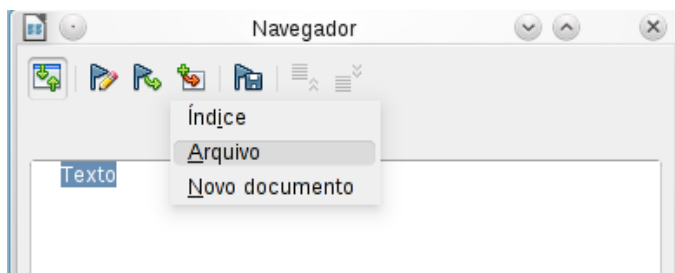 Navegador
Índice
Arquivo
Novo documento
Texto